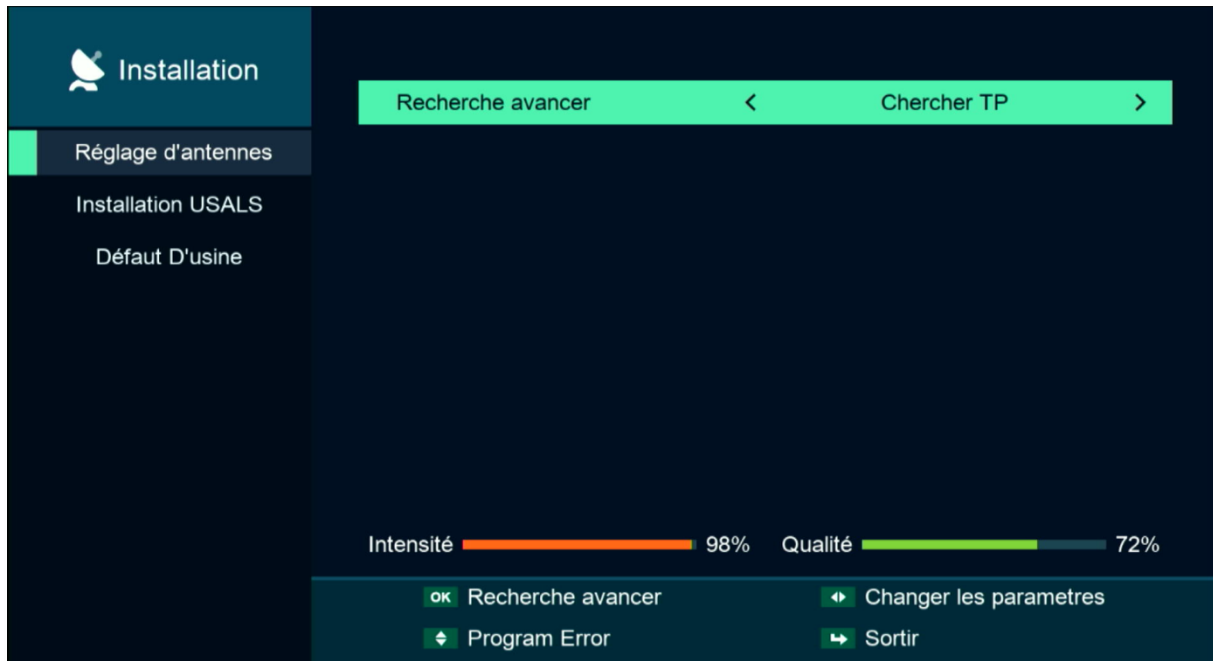 Installation
Réglage d'antennes
Installation USALS
Défaut D'usine
Recherche avancer < Chercher TP >
Intensité 98% Qualité 72%
OK Recherche avancer Changer les parametres
Program Error Sortir